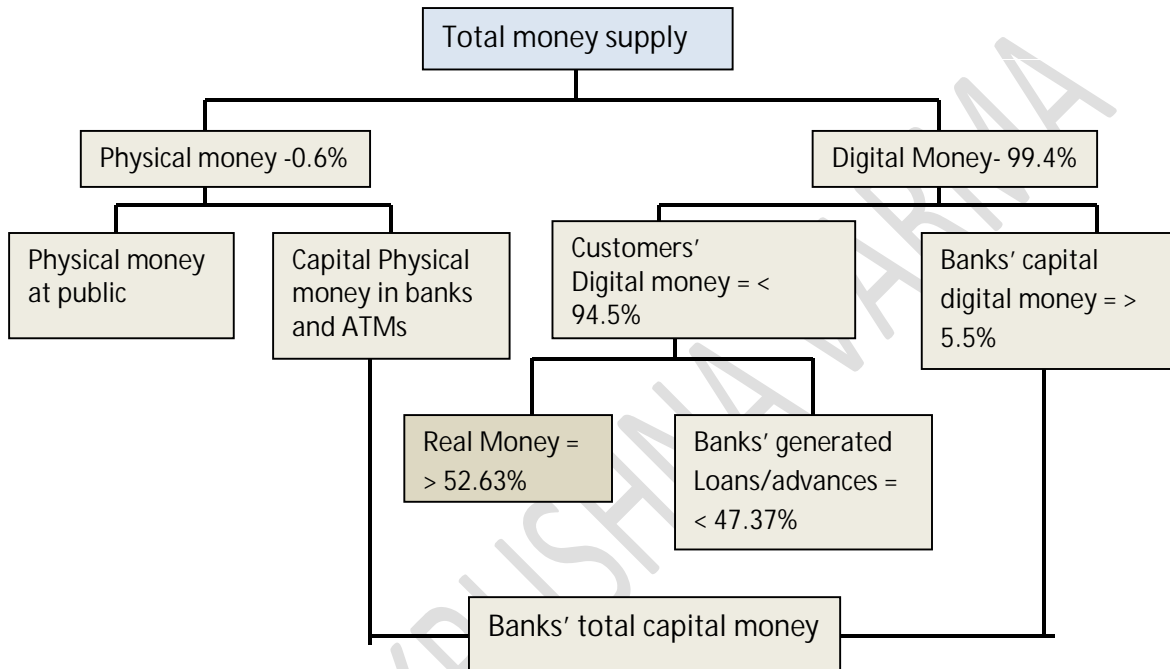 Total money supply
Physical money -0.6%
Digital Money- 99.4%
Physical money
at public
Capital Physical
money in banks
and ATMs
Customers’
Digital money = <
94.5%
Banks’ capital
digital money = >
5.5%
Real Money =
> 52.63%
Banks’ generated
Loans/advances =
< 47.37%
Banks’ total capital money